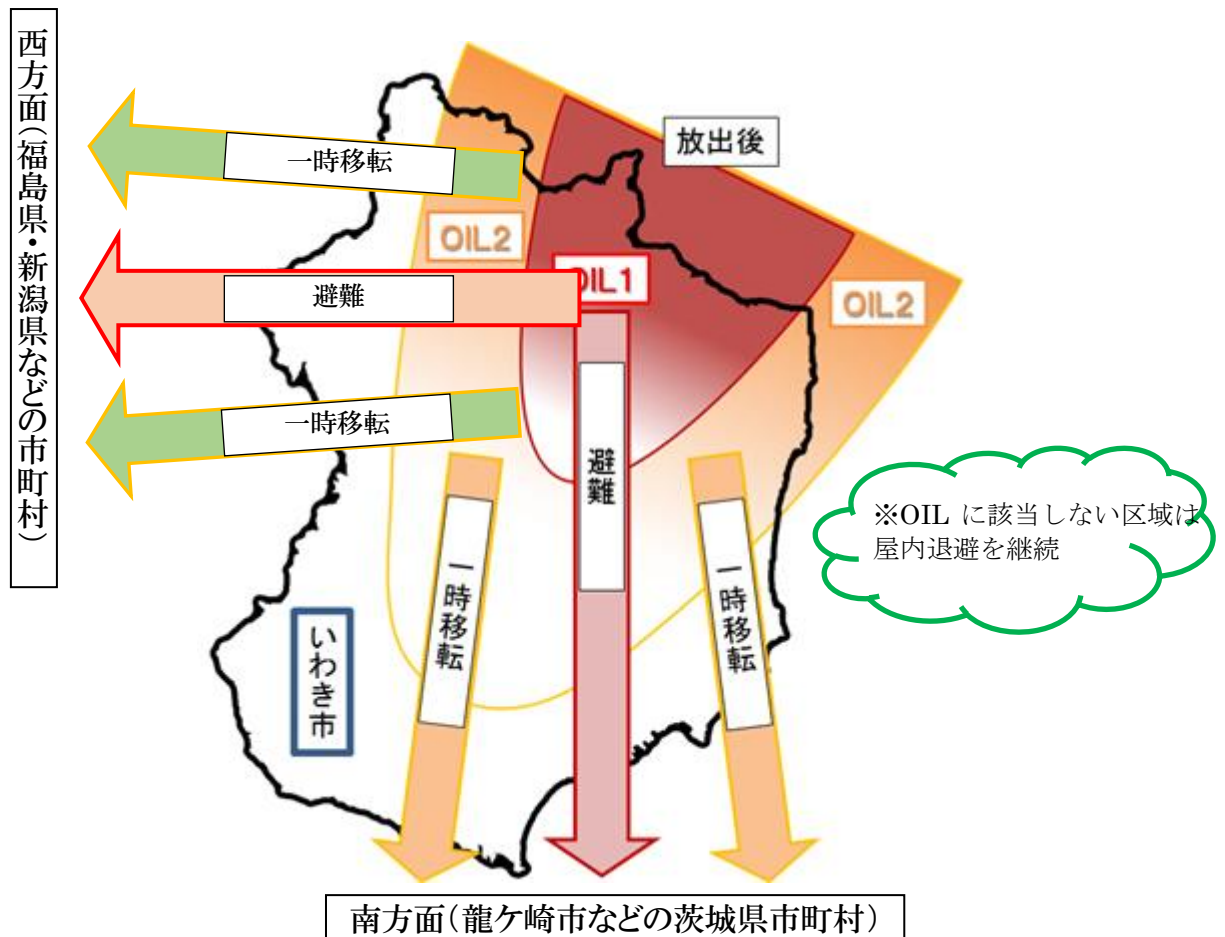 西方面(福島県・新潟県などの市町村)
放出後
一時移転
OIL2
OIL1
OIL2
避難
一時移転
避難
※OIL に該当しない区域は
屋内退避を継続
一時移転
一時移転
いわき市
南方面(龍ケ崎市などの茨城県市町村)